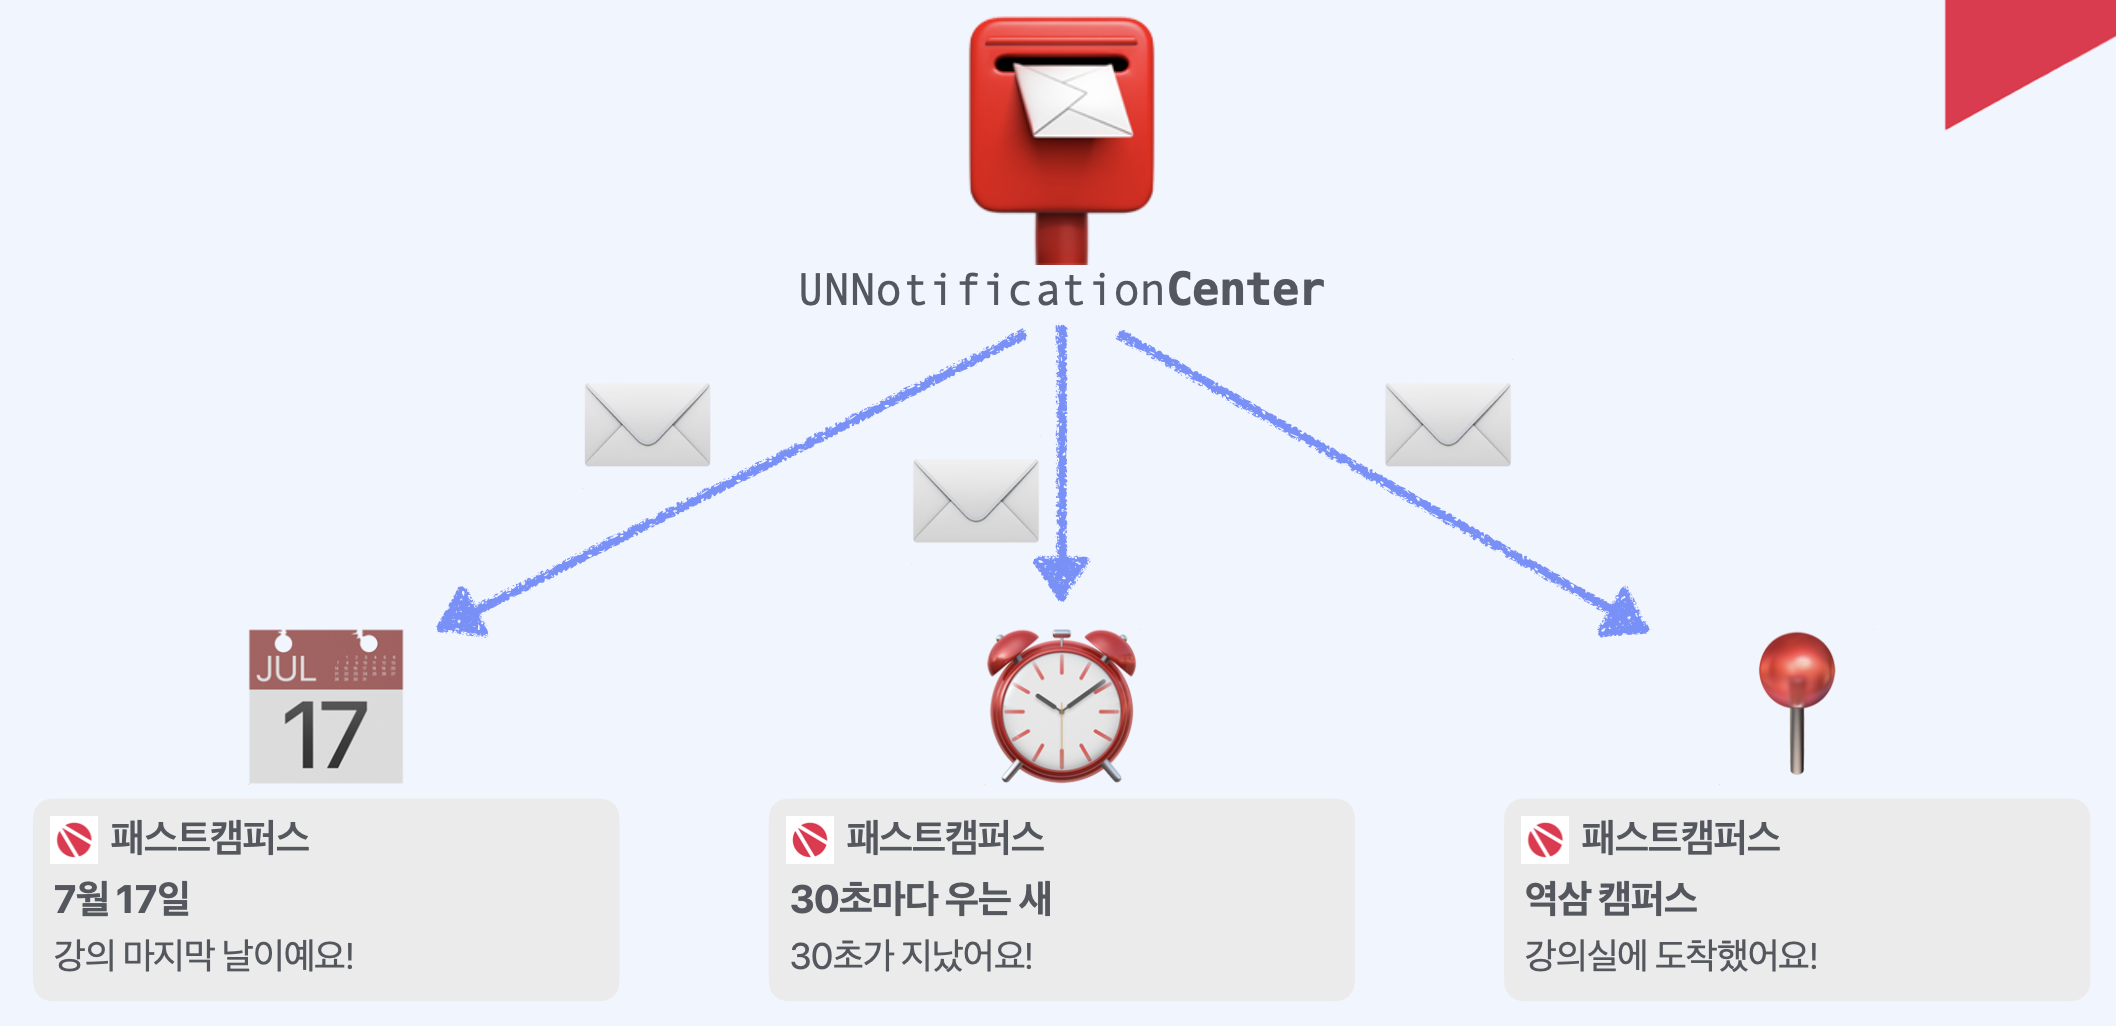 UNNotificationCenter
JUL
17
패스트캠퍼스
7월 17일
강의 마지막 날이예요!
패스트캠퍼스
30초마다 우는 새
30초가 지났어요!
패스트캠퍼스
역삼 캠퍼스
강의실에 도착했어요!